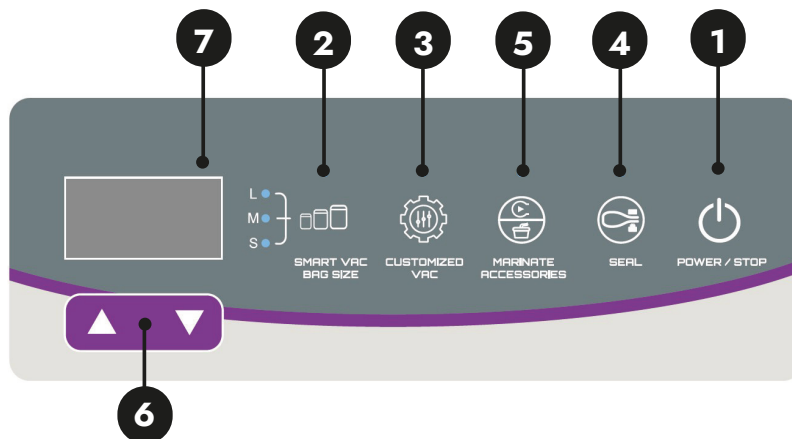 7
2
3
5
4
1
L
M
S
SMART VAC
BAG SIZE
CUSTOMIZED
VAC
MARINATE
ACCESSORIES
SEAL
POWER / STOP
6